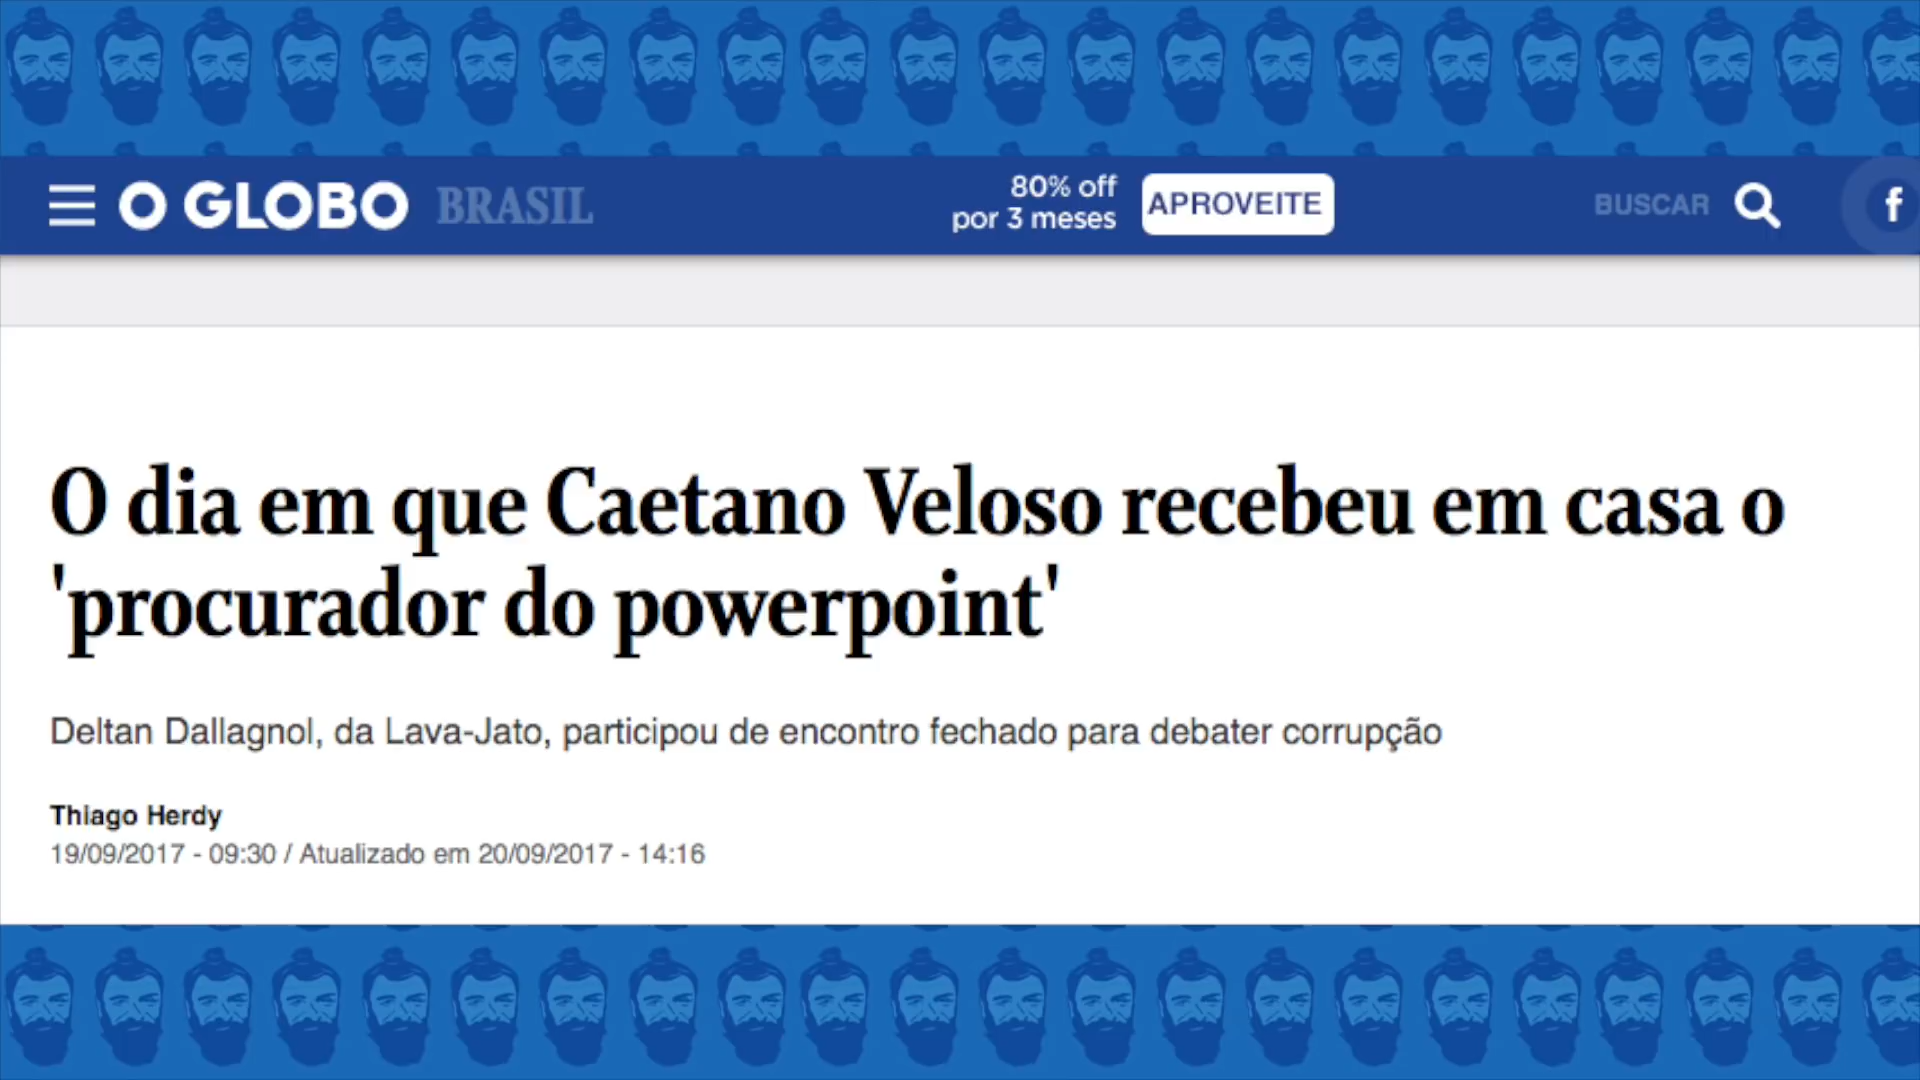 O GLOBO BRASIL
80% off
por 3 meses
APROVEITE
BUSCAR
f
O dia em que Caetano Veloso recebeu em casa o
'procurador do powerpoint'
Deltan Dallagnol, da Lava-Jato, participou de encontro fechado para debater corrupção
Thiago Herdy
19/09/2017 - 09:30 / Atualizado em 20/09/2017 - 14:16